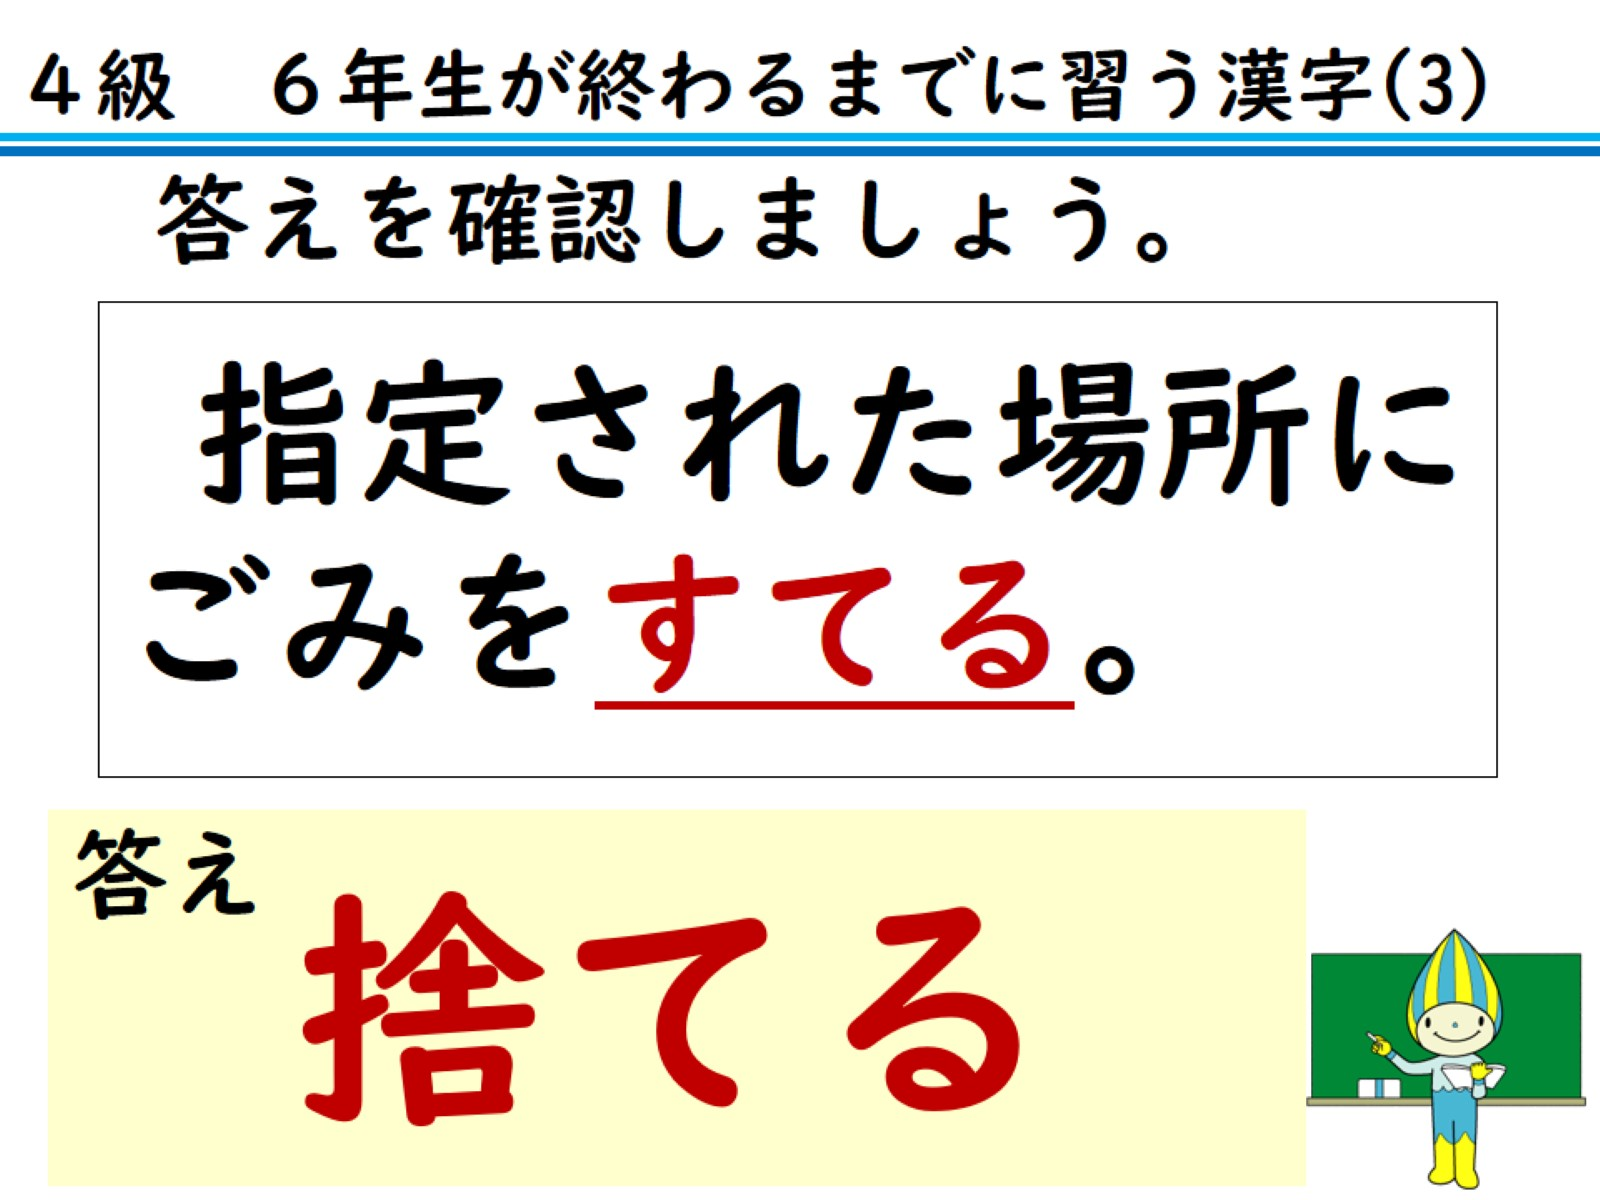 ４級　６年生が終わるまでに習う漢字(3)
答えを確認しましょう。
指定された場所に
ごみをすてる。
答え
捨てる